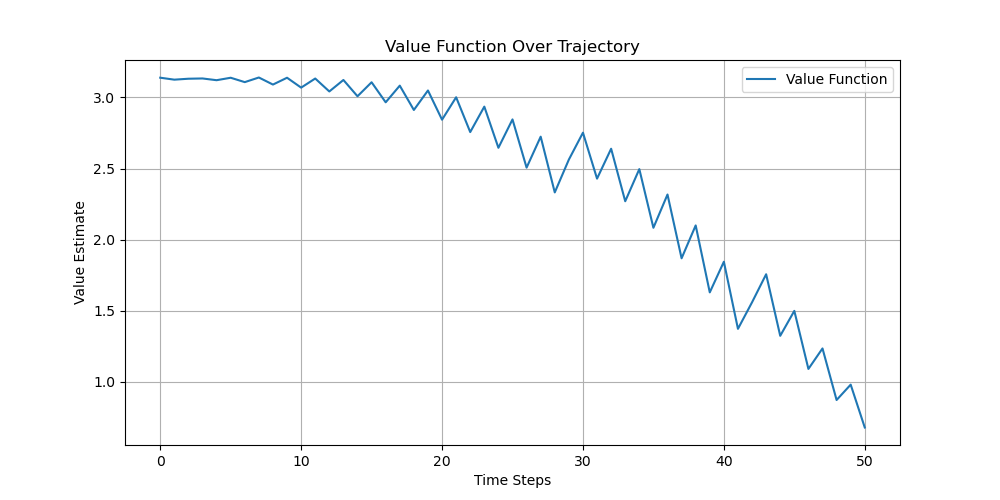 Value Function Over Trajectory
Value Function
Value Estimate
3.0
2.5
2.0
1.5
1.0
0 10 20 30 40 50
Time Steps